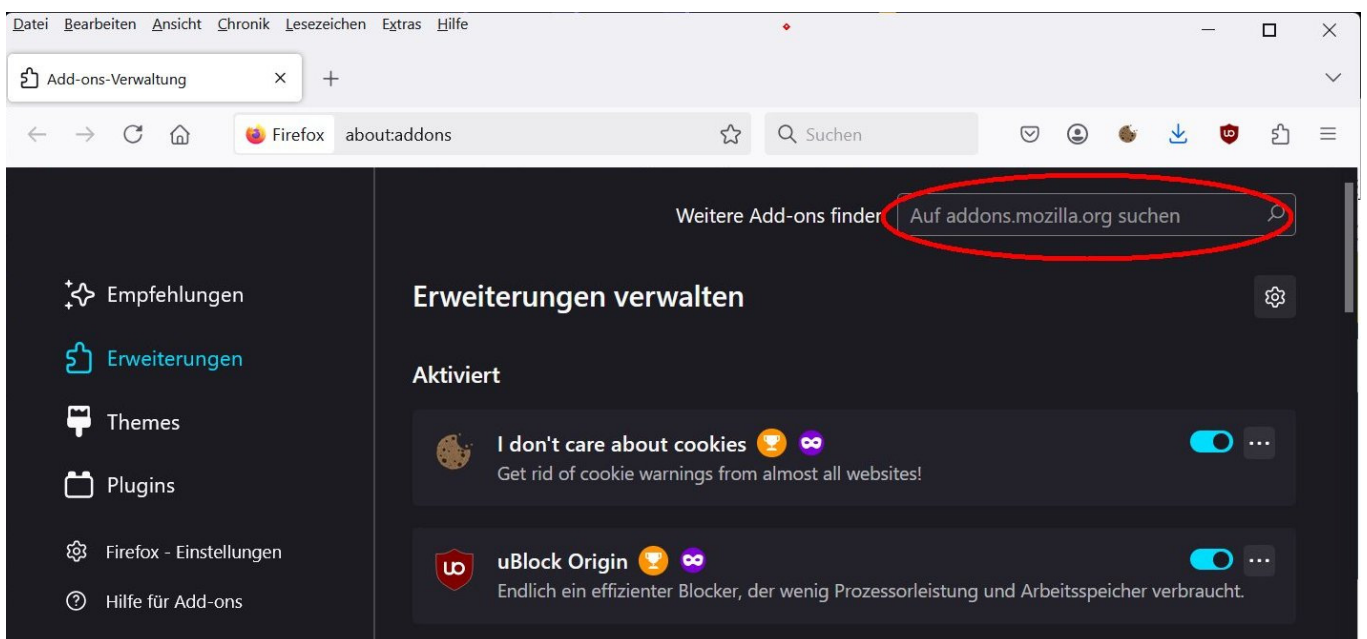 Datei Bearbeiten Ansicht Chronik Lesezeichen Extras Hilfe
Add-ons-Verwaltung
Firefox about:addons Suchen
Weitere Add-ons finden Auf addons.mozilla.org suchen
Empfehlungen
Erweiterungen
Themes
Plugins
Firefox - Einstellungen
Hilfe für Add-ons
Erweiterungen verwalten
Aktiviert
I don't care about cookies
Get rid of cookie warnings from almost all websites!
uBlock Origin
Endlich ein effizienter Blocker, der wenig Prozessorleistung und Arbeitsspeicher verbraucht.